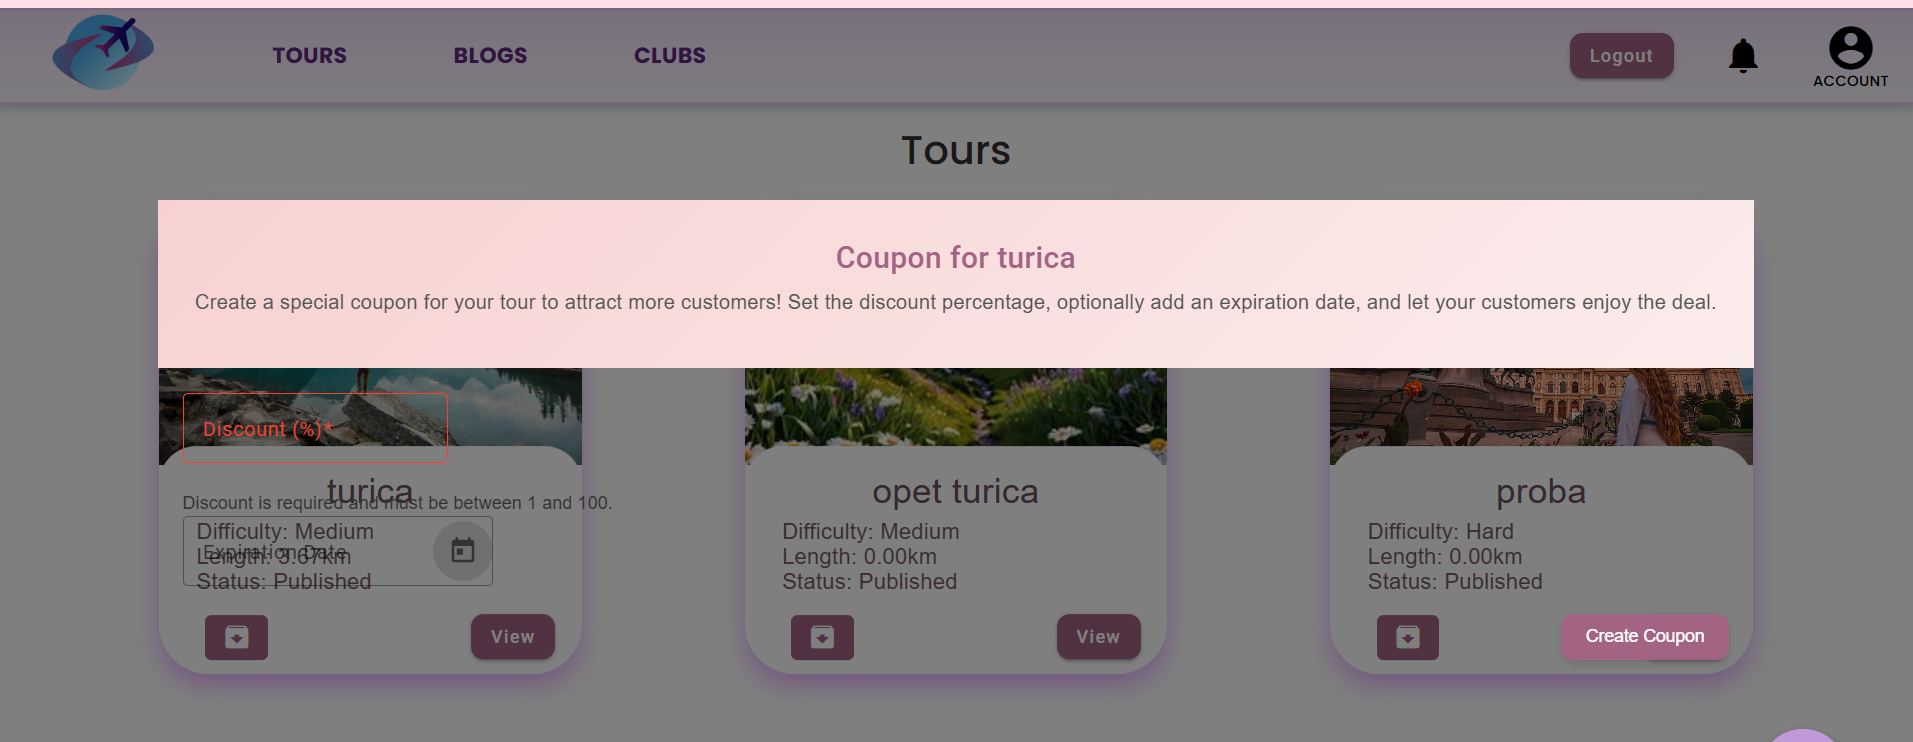 TOURS BLOGS CLUBS Logout ACCOUNT
Tours
Coupon for turica
Create a special coupon for your tour to attract more customers! Set the discount percentage, optionally add an expiration date, and let your customers enjoy the deal.
Discount (%)*
Discount is required and must be between 1 and 100.
Expiration Date
turica
Difficulty: Medium
Length: 3.67km
Status: Published
View
opet turica
Difficulty: Medium
Length: 0.00km
Status: Published
View
proba
Difficulty: Hard
Length: 0.00km
Status: Published
Create Coupon